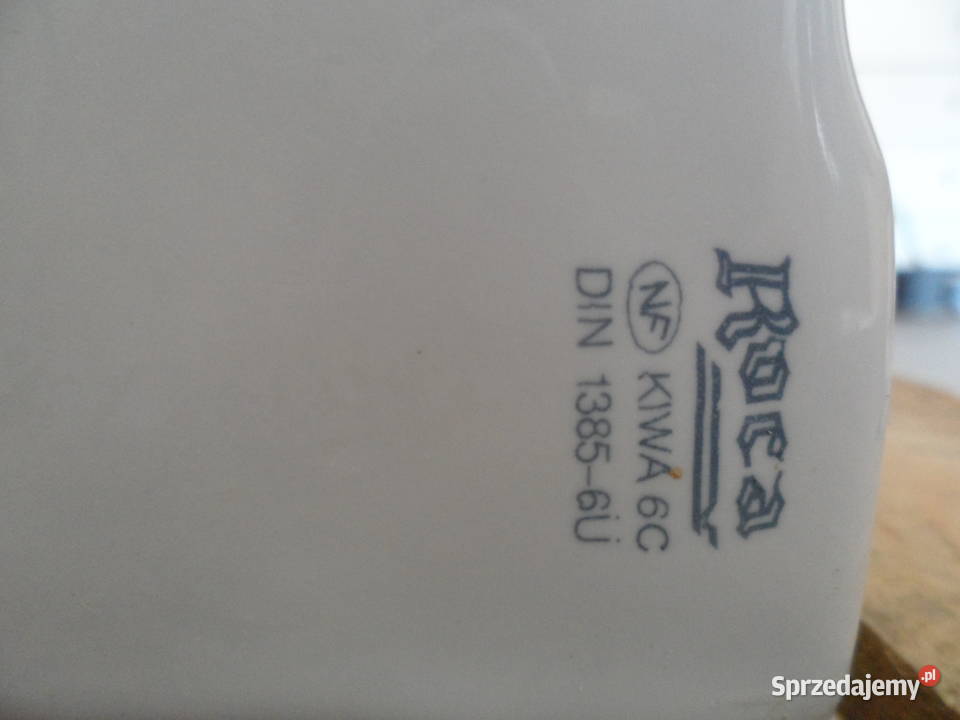 Roca
NF KIWA 6C
DIN 1385-6Ü
Sprzedajemy.pl